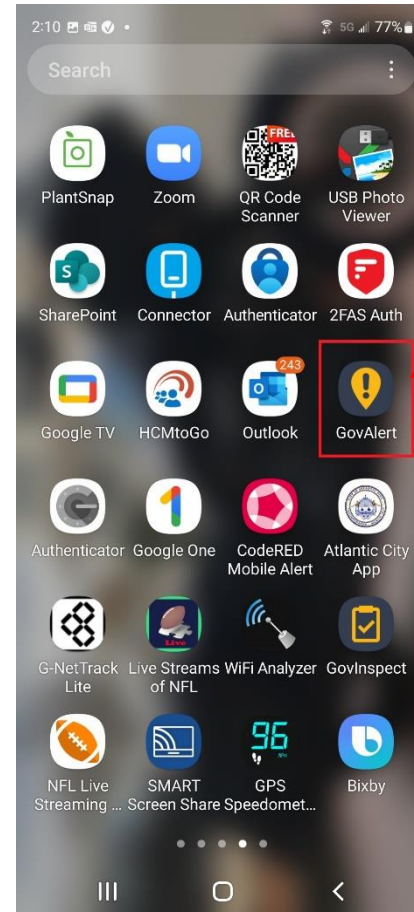 2:10 5G 77%
Search
FREE
PlantSnap Zoom QR Code Scanner USB Photo Viewer
S
SharePoint Connector Authenticator 2FAS Auth
243
Google TV HCMtoGo Outlook GovAlert
Authenticator Google One CodeRED Mobile Alert Atlantic City App
Live
G-NetTrack Lite Live Streams of NFL WiFi Analyzer GovInspect
96
NFL Live Streaming ... SMART Screen Share GPS Speedomet... Bixby